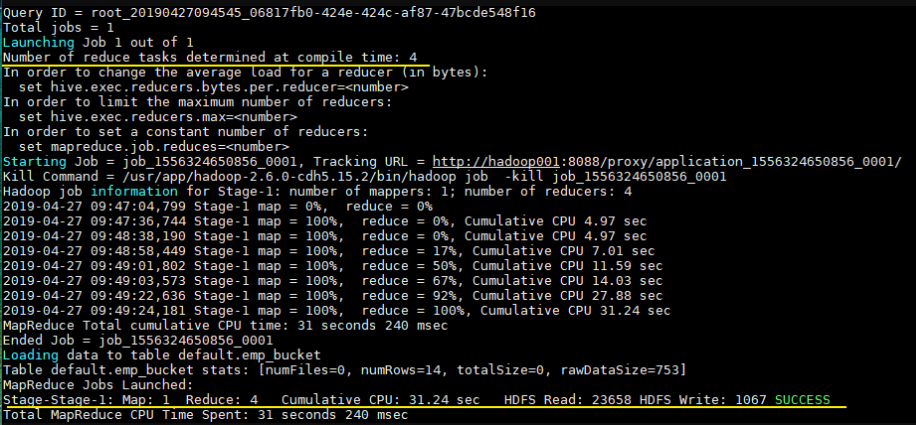 Query ID = root_20190427094545_06817fb0-424e-424c-af87-47bcde548f16
Total jobs = 1
Launching Job 1 out of 1
Number of reduce tasks determined at compile time: 4
In order to change the average load for a reducer (in bytes):
  set hive.exec.reducers.bytes.per.reducer=<number>
In order to limit the maximum number of reducers:
  set hive.exec.reducers.max=<number>
In order to set a constant number of reducers:
  set mapreduce.job.reduces=<number>
Starting Job = job_1556324650856_0001, Tracking URL = http://hadoop001:8088/proxy/application_1556324650856_0001/
Kill Command = /usr/app/hadoop-2.6.0-cdh5.15.2/bin/hadoop job  -kill job_1556324650856_0001
Hadoop job information for Stage-1: number of mappers: 1; number of reducers: 4
2019-04-27 09:47:04,799 Stage-1 map = 0%,  reduce = 0%
2019-04-27 09:47:36,744 Stage-1 map = 100%,  reduce = 0%, Cumulative CPU 4.97 sec
2019-04-27 09:48:38,190 Stage-1 map = 100%,  reduce = 0%, Cumulative CPU 4.97 sec
2019-04-27 09:48:58,449 Stage-1 map = 100%,  reduce = 17%, Cumulative CPU 7.01 sec
2019-04-27 09:49:01,802 Stage-1 map = 100%,  reduce = 50%, Cumulative CPU 11.59 sec
2019-04-27 09:49:03,573 Stage-1 map = 100%,  reduce = 67%, Cumulative CPU 14.03 sec
2019-04-27 09:49:22,636 Stage-1 map = 100%,  reduce = 92%, Cumulative CPU 27.88 sec
2019-04-27 09:49:24,181 Stage-1 map = 100%,  reduce = 100%, Cumulative CPU 31.24 sec
MapReduce Total cumulative CPU time: 31 seconds 240 msec
Ended Job = job_1556324650856_0001
Loading data to table default.emp_bucket
Table default.emp_bucket stats: [numFiles=0, numRows=14, totalSize=0, rawDataSize=753]
MapReduce Jobs Launched:
Stage-Stage-1: Map: 1  Reduce: 4   Cumulative CPU: 31.24 sec   HDFS Read: 23658 HDFS Write: 1067 SUCCESS
Total MapReduce CPU Time Spent: 31 seconds 240 msec